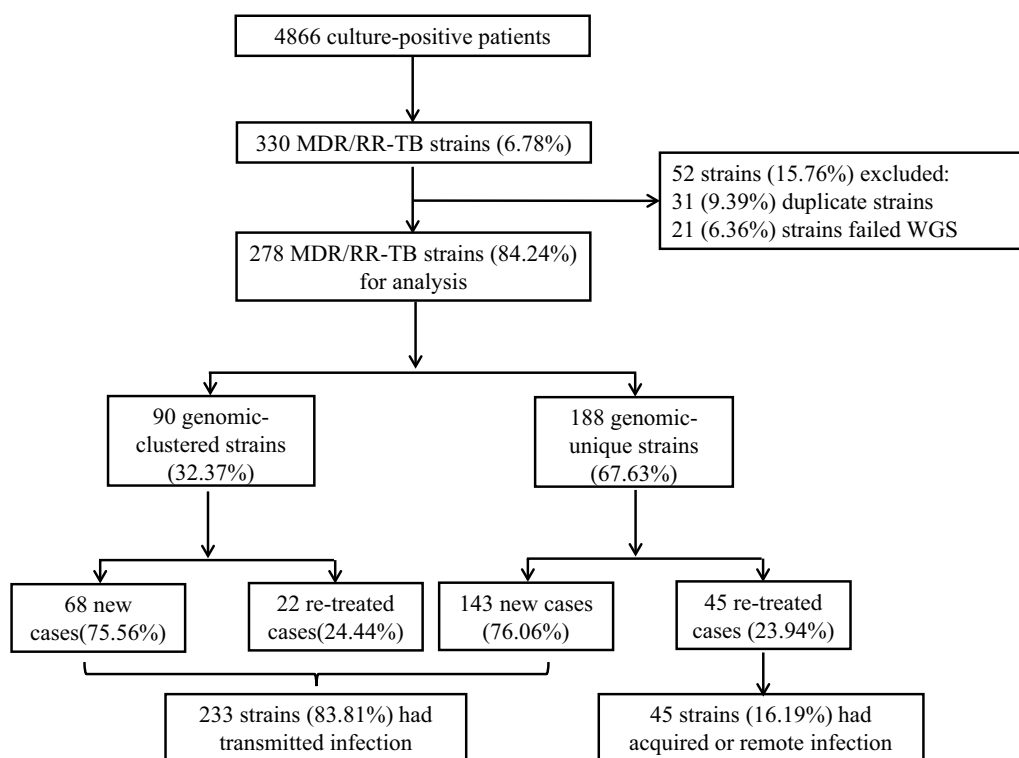 4866 culture-positive patients
330 MDR/RR-TB strains (6.78%)
52 strains (15.76%) excluded:
31 (9.39%) duplicate strains
21 (6.36%) strains failed WGS
278 MDR/RR-TB strains (84.24%)
for analysis
90 genomic-
clustered strains
(32.37%)
188 genomic-
unique strains
(67.63%)
68 new
cases(75.56%)
22 re-treated
cases(24.44%)
143 new cases
(76.06%)
45 re-treated
cases (23.94%)
233 strains (83.81%) had
transmitted infection
45 strains (16.19%) had
acquired or remote infection